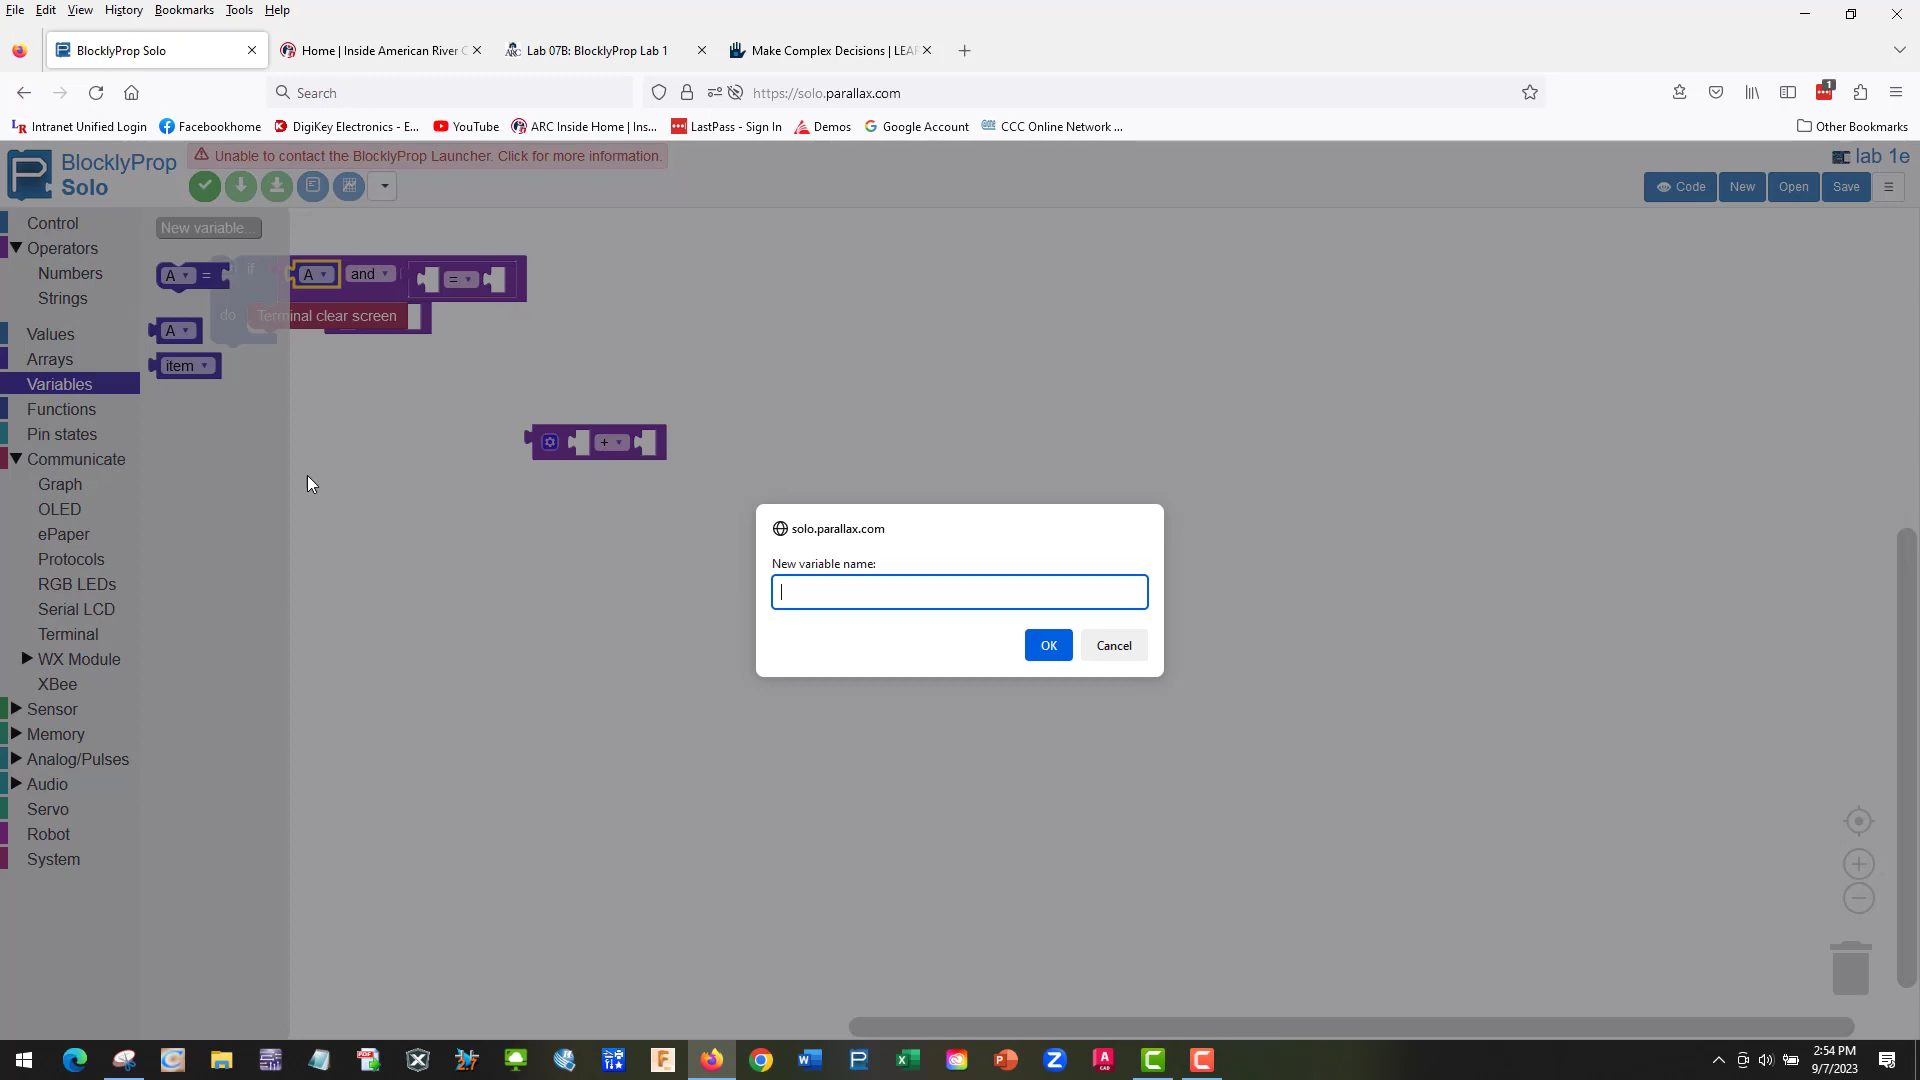 File Edit View History Bookmarks Tools Help
BlocklyProp Solo
Home | Inside American River C
Lab 07B: BlocklyProp Lab 1
Make Complex Decisions | LEAR
Search
https://solo.parallax.com
1
Intranet Unified Login
Facebookhome
DigiKey Electronics - E...
YouTube
ARC Inside Home | Ins...
LastPass - Sign In
Demos
Google Account
CCC Online Network ...
Other Bookmarks
BlocklyProp
Solo
Unable to contact the BlocklyProp Launcher. Click for more information.
lab 1e
Code
New
Open
Save
Control
Operators
Numbers
Strings
Values
Arrays
Variables
Functions
Pin states
Communicate
Graph
OLED
ePaper
Protocols
RGB LEDs
Serial LCD
Terminal
WX Module
XBee
Sensor
Memory
Analog/Pulses
Audio
Servo
Robot
System
New variable...
A =
A
item
if
A and =
do
Terminal clear screen
+
solo.parallax.com
New variable name:
OK
Cancel
2:54 PM
9/7/2023